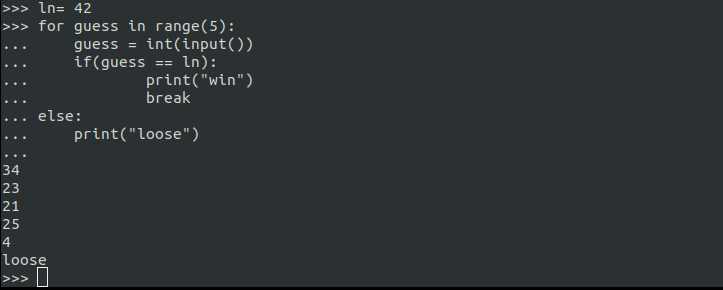 >>> ln= 42
>>> for guess in range(5):
...     guess = int(input())
...     if(guess == ln):
...             print("win")
...             break
... else:
...     print("loose")
...
34
23
21
25
4
loose
>>>